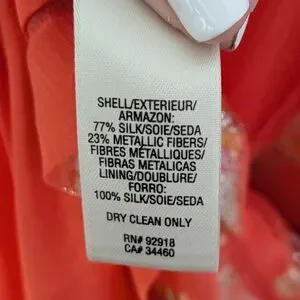 SHELL/EXTERIEUR/
ARMAZON:
77% SILK/SOIE/SEDA
23% METALLIC FIBERS/
FIBRES MÉTALLIQUES/
FIBRAS METALICAS
LINING/DOUBLURE/
FORRO:
100% SILK/SOIE/SEDA
DRY CLEAN ONLY
RN# 92918
CA# 34460